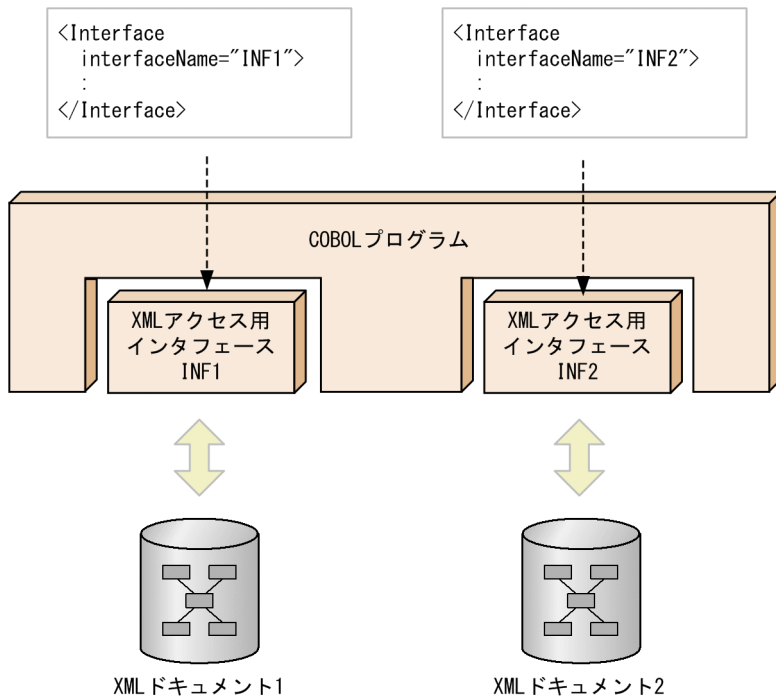 <Interface
interfaceName="INF1">
:
</Interface>
<Interface
interfaceName="INF2">
:
</Interface>
COBOLプログラム
XMLアクセス用
インタフェース
INF1
XMLアクセス用
インタフェース
INF2
XMLドキュメント1
XMLドキュメント2